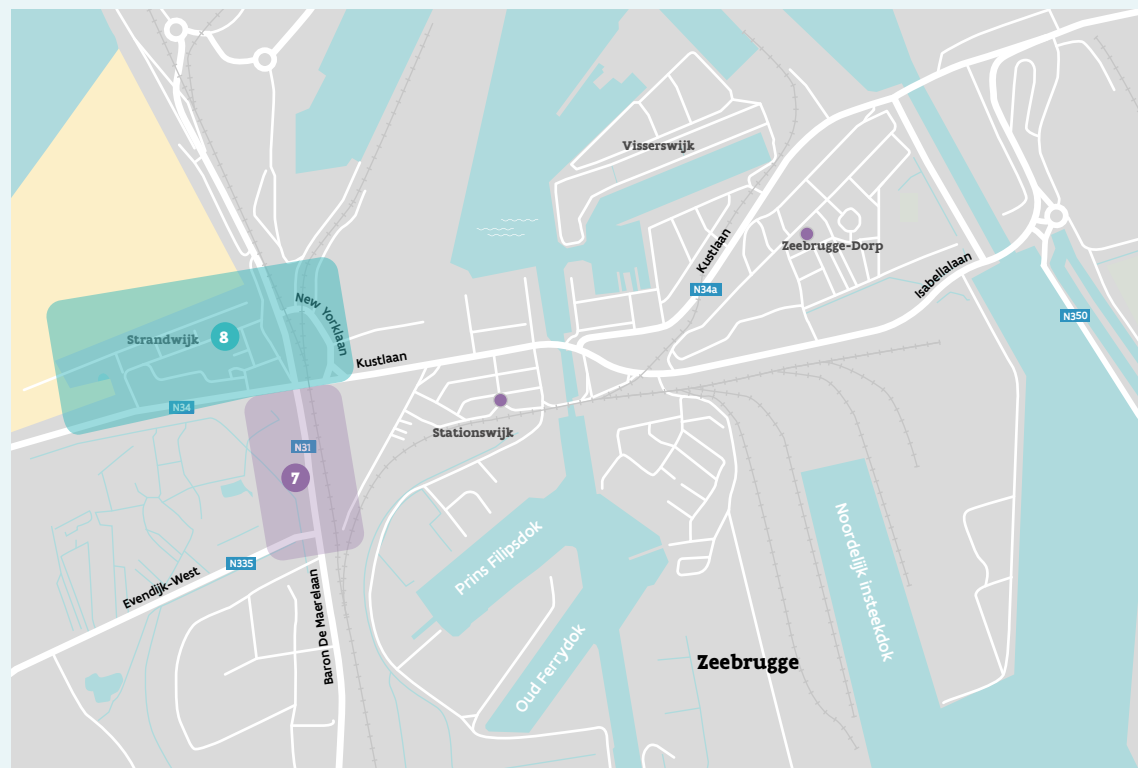 Visserswijk
Zeebrugge-Dorp
Kustlaan
N34a
Isabellalaan
N350
New Yorklaan
Strandwijk
8
Kustlaan
N34
Stationswijk
N31
7
N335
Evendijk-West
Baron De Maerelaan
Prins Filipsdok
Oud Ferrydok
Noordelijk insteekdok
Zeebrugge